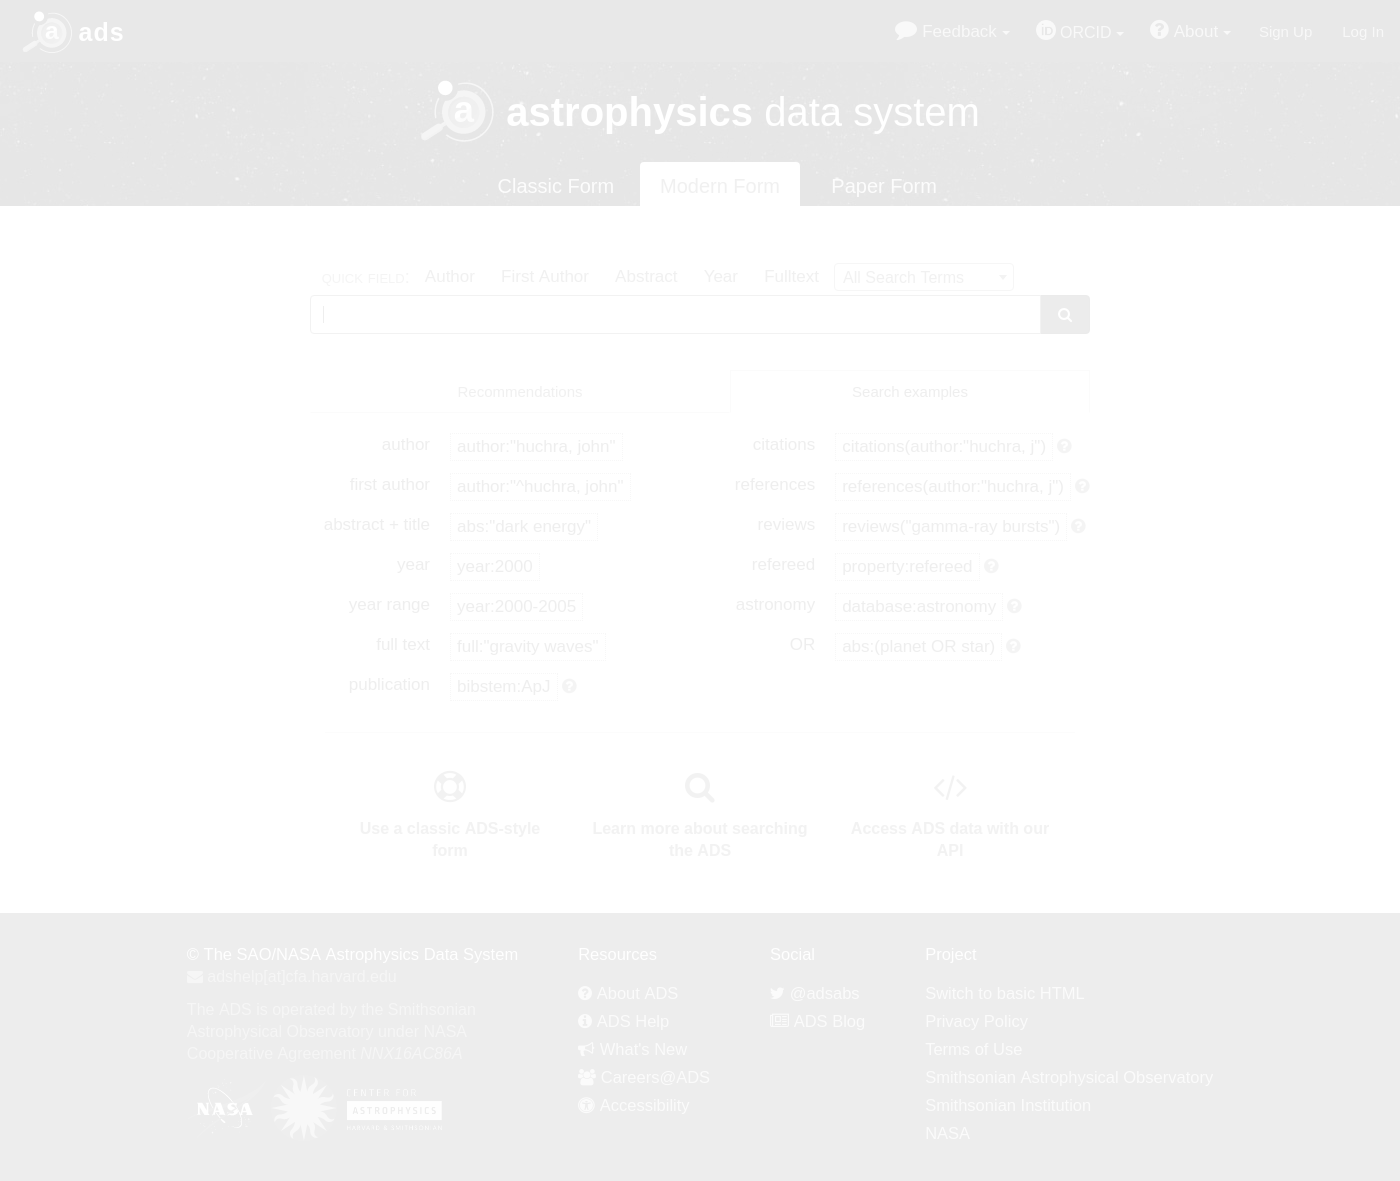 a ads
Feedback
iD ORCID
About
Sign Up
Log In
a astrophysics data system
Classic Form
Modern Form
Paper Form
QUICK FIELD: Author First Author Abstract Year Fulltext All Search Terms
Recommendations
Search examples
author author:"huchra, john"
first author author:"^huchra, john"
abstract + title abs:"dark energy"
year year:2000
year range year:2000-2005
full text full:"gravity waves"
publication bibstem:ApJ
citations citations(author:"huchra, j")
references references(author:"huchra, j")
reviews reviews("gamma-ray bursts")
refereed property:refereed
astronomy database:astronomy
OR abs:(planet OR star)
Use a classic ADS-style
form
Learn more about searching
the ADS
Access ADS data with our
API
© The SAO/NASA Astrophysics Data System
adshelp[at]cfa.harvard.edu
The ADS is operated by the Smithsonian
Astrophysical Observatory under NASA
Cooperative Agreement NNX16AC86A
NASA
CENTER FOR
ASTROPHYSICS
HARVARD & SMITHSONIAN
Resources
About ADS
ADS Help
What's New
Careers@ADS
Accessibility
Social
@adsabs
ADS Blog
Project
Switch to basic HTML
Privacy Policy
Terms of Use
Smithsonian Astrophysical Observatory
Smithsonian Institution
NASA